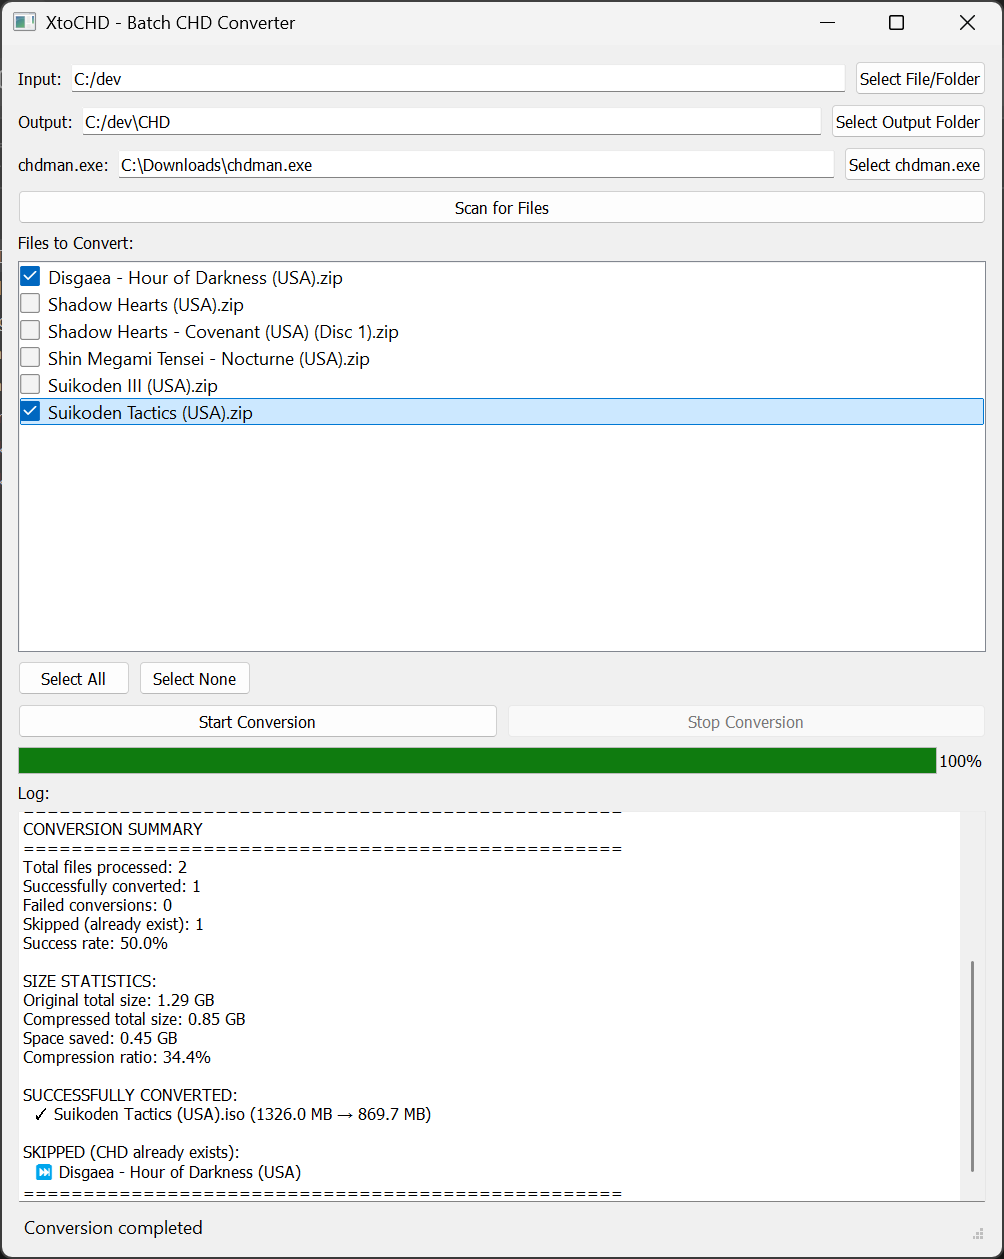 XtoCHD - Batch CHD Converter
Input: C:/dev Select File/Folder
Output: C:/dev\CHD Select Output Folder
chdman.exe: C:\Downloads\chdman.exe Select chdman.exe
Scan for Files
Files to Convert:
Disgaea - Hour of Darkness (USA).zip
Shadow Hearts (USA).zip
Shadow Hearts - Covenant (USA) (Disc 1).zip
Shin Megami Tensei - Nocturne (USA).zip
Suikoden III (USA).zip
Suikoden Tactics (USA).zip
Select All Select None
Start Conversion Stop Conversion
100%
Log:
==================================================
CONVERSION SUMMARY
==================================================
Total files processed: 2
Successfully converted: 1
Failed conversions: 0
Skipped (already exist): 1
Success rate: 50.0%
SIZE STATISTICS:
Original total size: 1.29 GB
Compressed total size: 0.85 GB
Space saved: 0.45 GB
Compression ratio: 34.4%
SUCCESSFULLY CONVERTED:
✓ Suikoden Tactics (USA).iso (1326.0 MB → 869.7 MB)
SKIPPED (CHD already exists):
⏭ Disgaea - Hour of Darkness (USA)
==================================================
Conversion completed